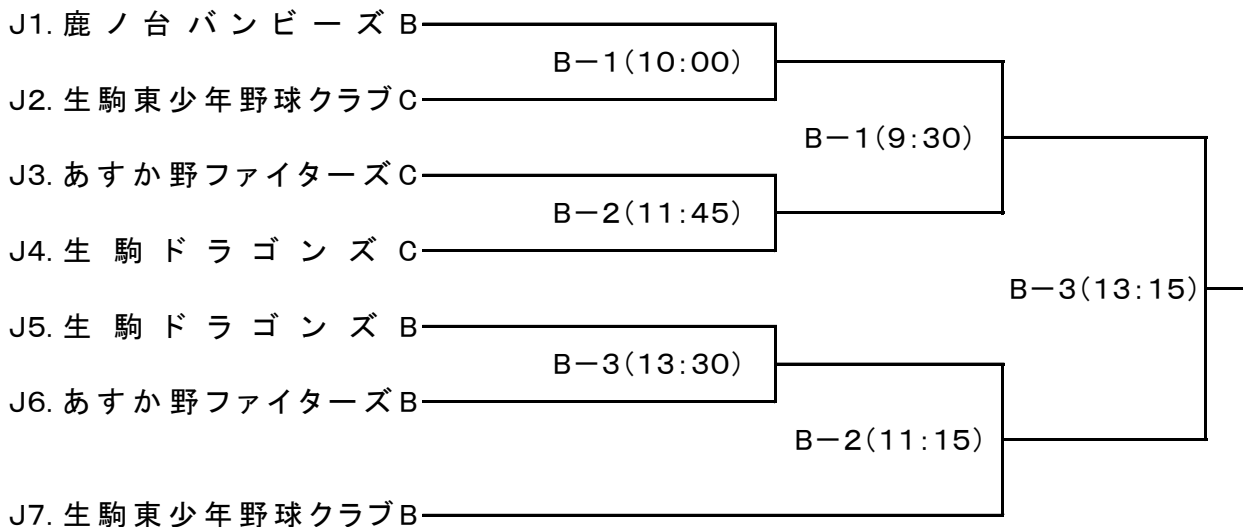 J1. 鹿ノ台バンビーズB
B－1(10:00)
J2. 生駒東少年野球クラブC
B－1(9:30)
J3. あすか野ファイターズC
B－2(11:45)
J4. 生駒ドラゴンズC
B－3(13:15)
J5. 生駒ドラゴンズB
B－3(13:30)
J6. あすか野ファイターズB
B－2(11:15)
J7. 生駒東少年野球クラブB